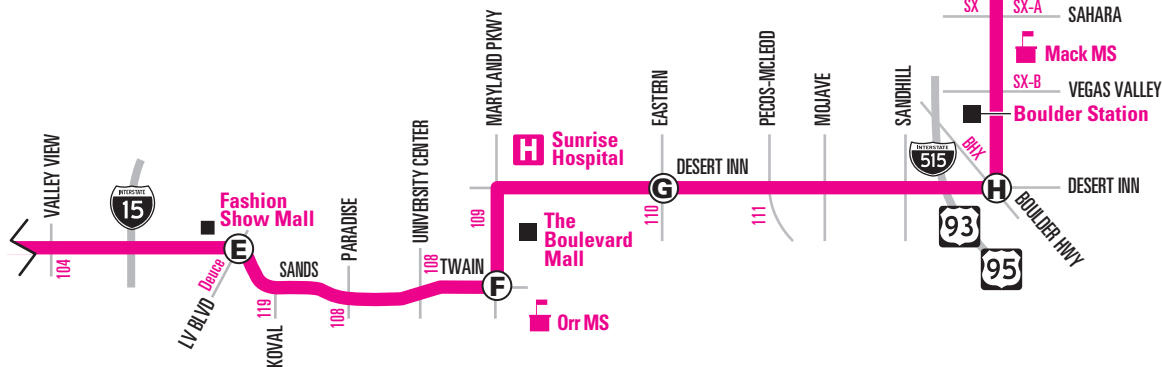 SX
SX-A
SAHARA
Mack MS
SX-B
VEGAS VALLEY
Boulder Station
BHX
MARYLAND PKWY
EASTERN
PECOS-MCLEOD
MOJAVE
SANDHILL
H
Sunrise
Hospital
INTERSTATE
515
G
DESERT INN
H
DESERT INN
BOULDER HWY
93
95
109
110
111
The
Boulevard
Mall
VALLEY VIEW
INTERSTATE
15
Fashion
Show Mall
E
UNIVERSITY CENTER
PARADISE
SANDS
108
TWAIN
F
104
Deuce
LV BLVD
119
KOVAL
108
Orr MS